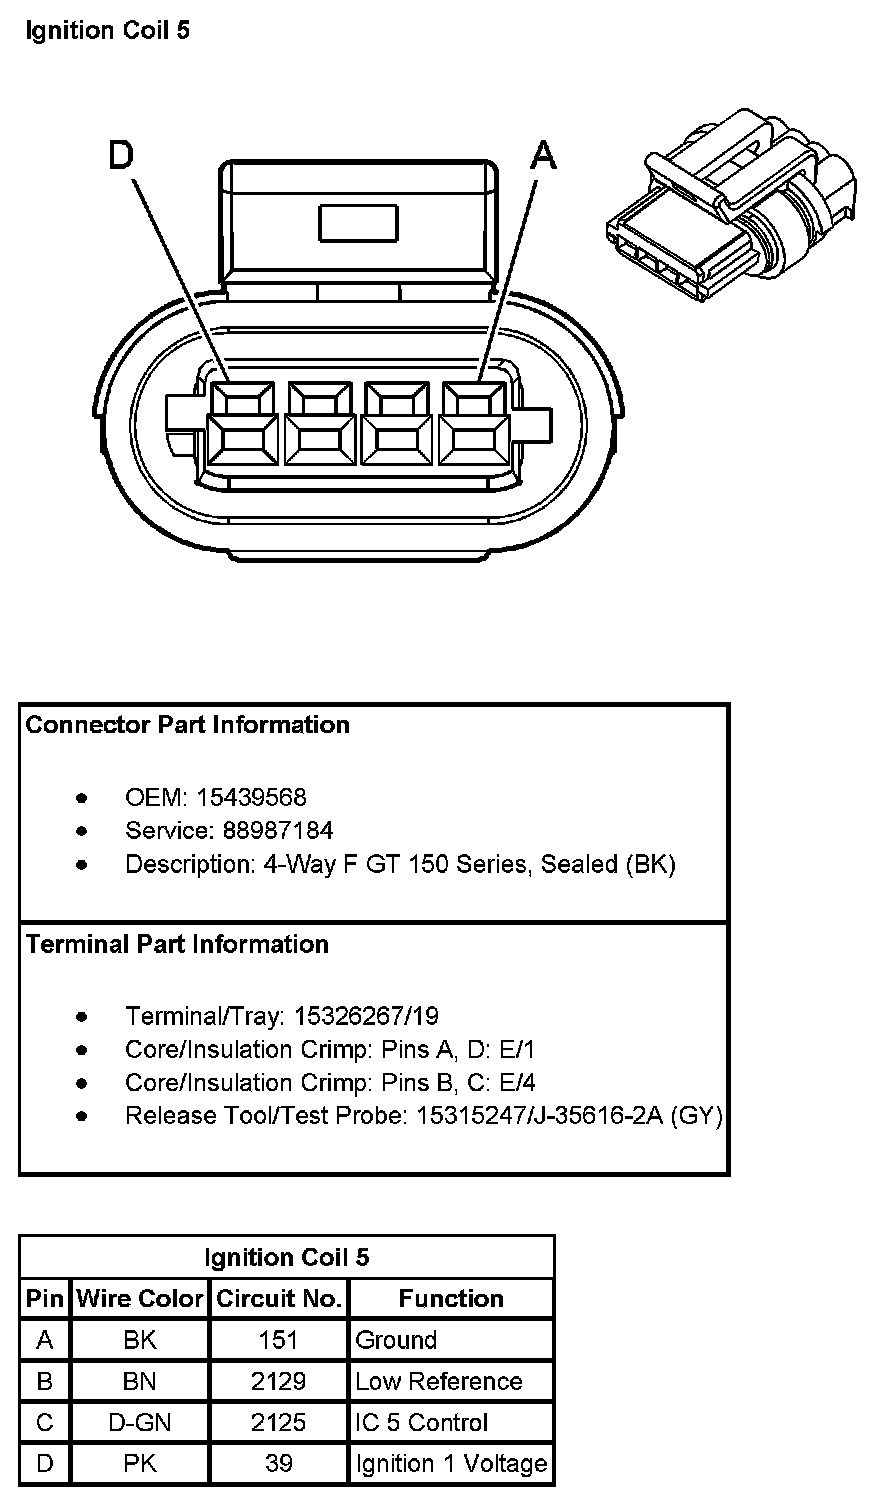 Ignition Coil 5
D
A
Connector Part Information
• OEM: 15439568
• Service: 88987184
• Description: 4-Way F GT 150 Series, Sealed (BK)
Terminal Part Information
• Terminal/Tray: 15326267/19
• Core/Insulation Crimp: Pins A, D: E/1
• Core/Insulation Crimp: Pins B, C: E/4
• Release Tool/Test Probe: 15315247/J-35616-2A (GY)
Ignition Coil 5
Pin Wire Color Circuit No. Function
A BK 151 Ground
B BN 2129 Low Reference
C D-GN 2125 IC 5 Control
D PK 39 Ignition 1 Voltage